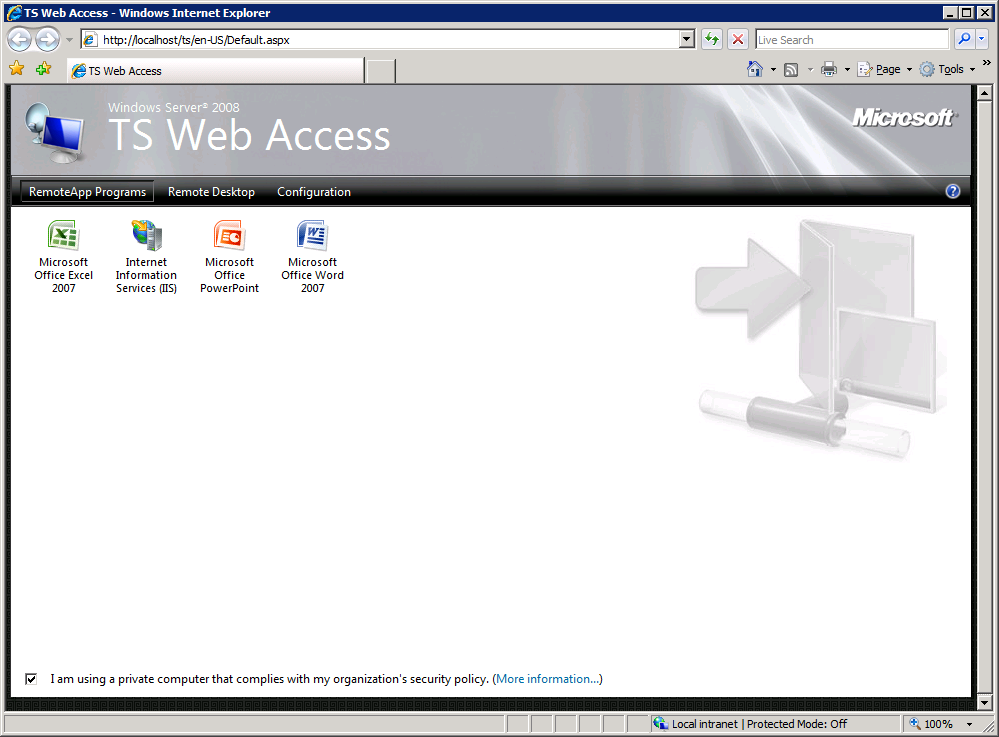 TS Web Access - Windows Internet Explorer
http://localhost/ts/en-US/Default.aspx
Live Search
TS Web Access
Page
Tools
Windows Server® 2008
TS Web Access
Microsoft
RemoteApp Programs
Remote Desktop
Configuration
Microsoft
Office Excel
2007
Internet
Information
Services (IIS)
Microsoft
Office
PowerPoint
Microsoft
Office Word
2007
I am using a private computer that complies with my organization's security policy. (More information...)
Local intranet | Protected Mode: Off
100%